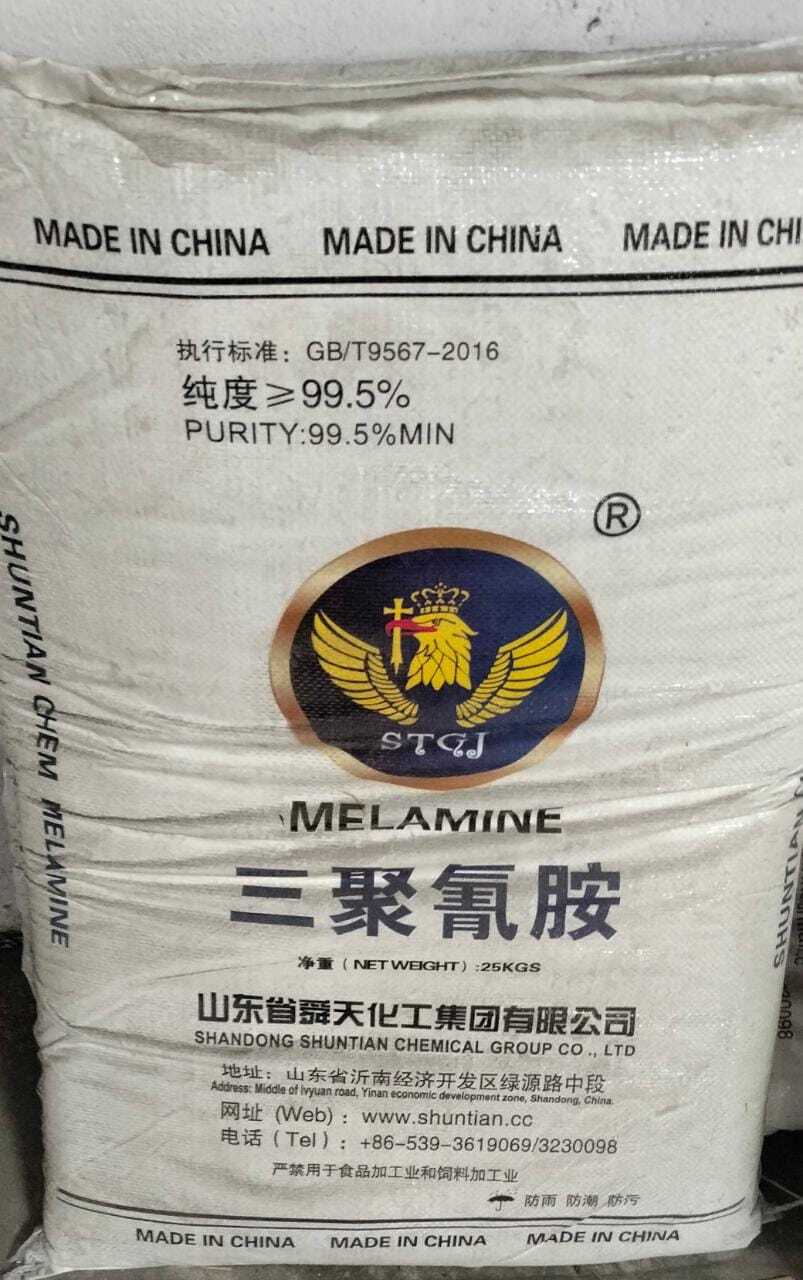 MADE IN CHINA MADE IN CHINA MADE IN CHI
执行标准：GB/T9567-2016
纯度≥99.5%
PURITY:99.5%MIN
®
SHUNTIAN CHEM MELAMINE
STGJ
MELAMINE
三聚氰胺
净重（NET WEIGHT）:25KGS
山东省舜天化工集团有限公司
SHANDONG SHUNTIAN CHEMICAL GROUP CO., LTD
地址：山东省沂南经济开发区绿源路中段
Address: Middle of lvyuan road, Yinan economic development zone, Shandong, China.
网址 (Web)：www.shuntian.cc
电话（Tel）：+86-539-3619069/3230098
严禁用于食品加工业和饲料加工业
防雨 防潮 防污
MADE IN CHINA MADE IN CHINA MADE IN CHINA
SHUNTIAN